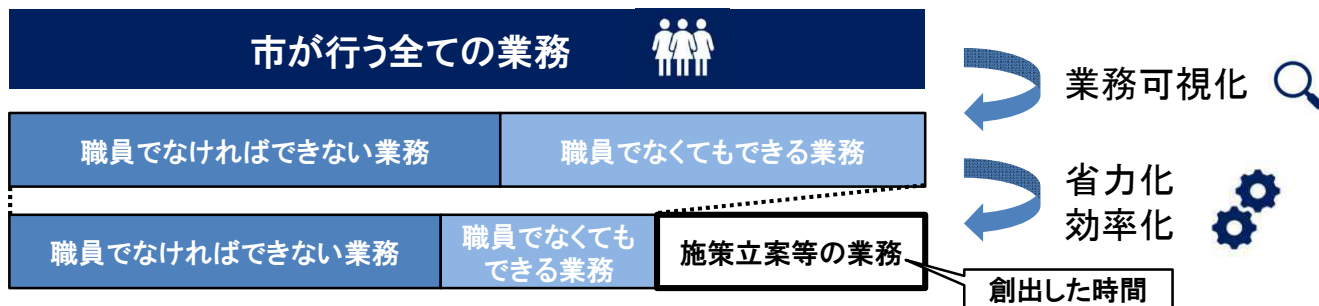 市が行う全ての業務
業務可視化
職員でなければできない業務
職員でなくてもできる業務
省力化
効率化
職員でなければできない業務
職員でなくても
できる業務
施策立案等の業務
創出した時間